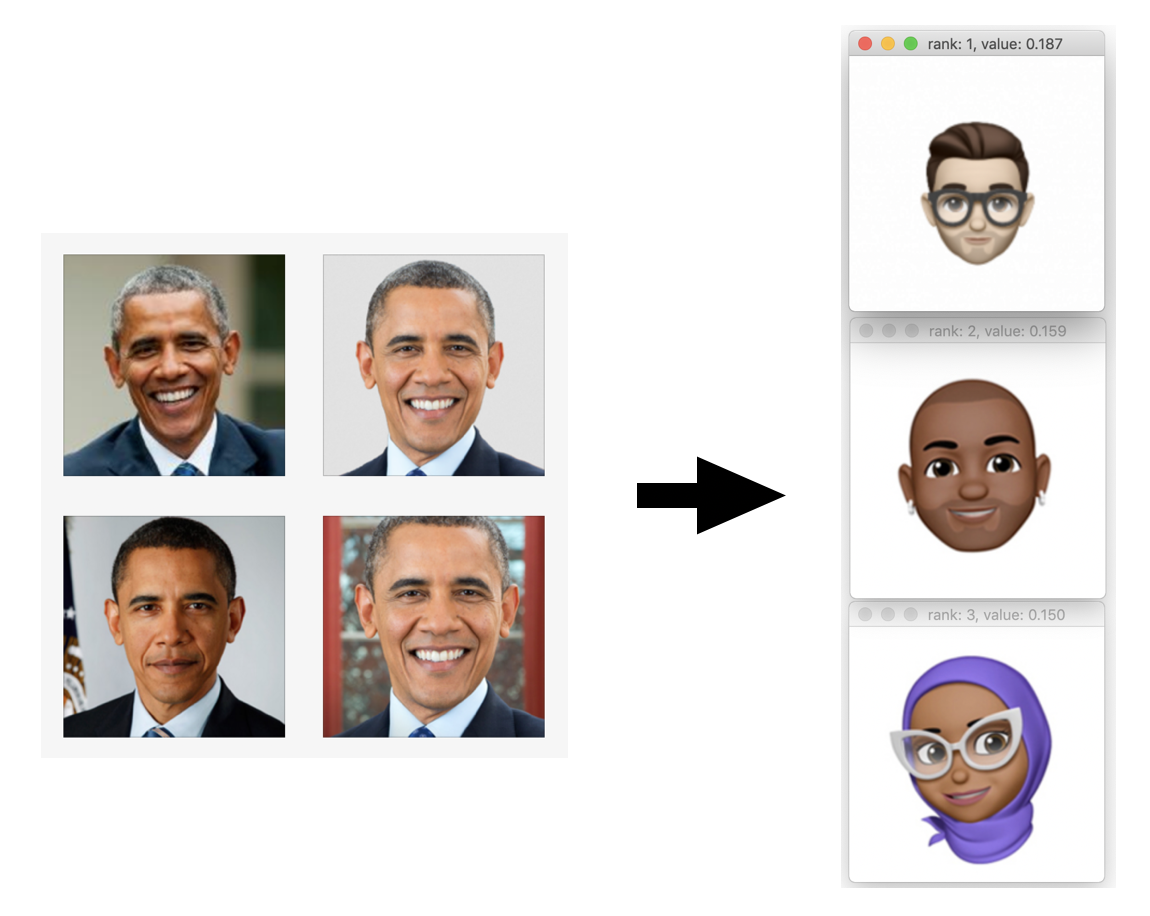 rank: 1, value: 0.187
rank: 2, value: 0.159
rank: 3, value: 0.150